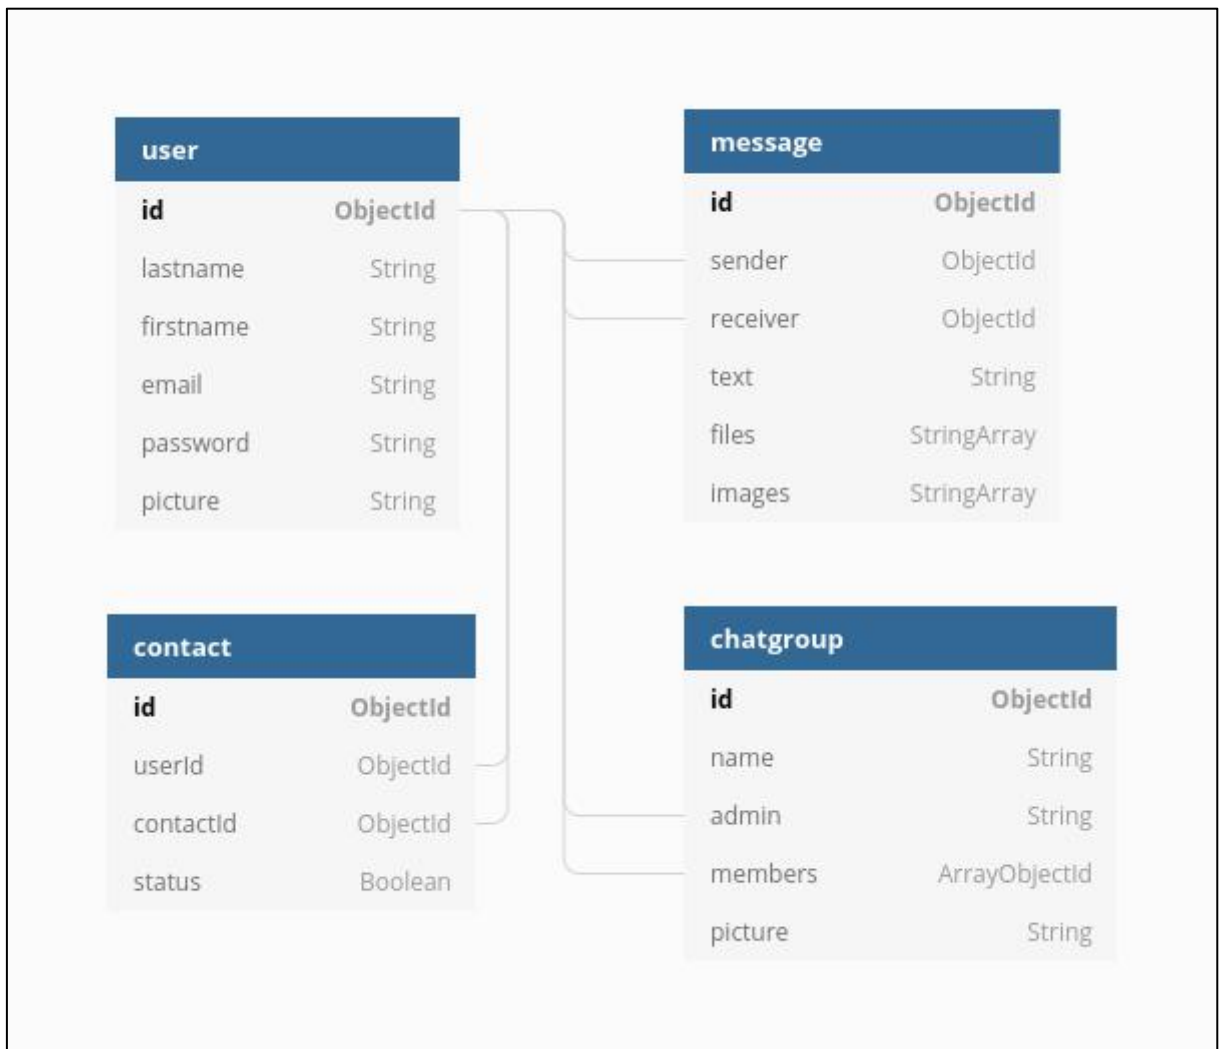 user
id ObjectId
lastname String
firstname String
email String
password String
picture String
message
id ObjectId
sender ObjectId
receiver ObjectId
text String
files StringArray
images StringArray
contact
id ObjectId
userId ObjectId
contactId ObjectId
status Boolean
chatgroup
id ObjectId
name String
admin String
members ArrayObjectId
picture String